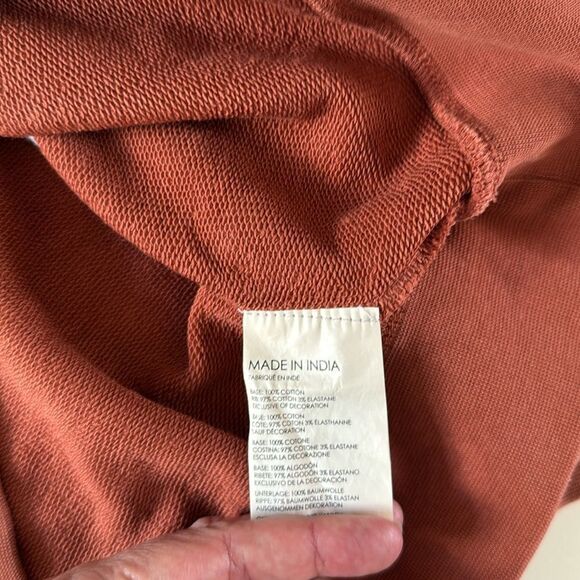 MADE IN INDIA
FABRIQUÉ EN INDE
BASE: 100% COTTON
RIB 97% COTTON 3% ELASTANE
EXCLUSIVE OF DECORATION
BASE: 100% COTON
CÔTE: 97% COTON 3% ÉLASTHANNE
SAUF DÉCORATION
BASE: 100% COTONE
COSTINA: 97% COTONE 3% ELASTANE
ESCLUSA LA DECORAZIONE
BASE: 100% ALGODÓN
RIBETE: 97% ALGODÓN 3% ELASTANO
EXCLUSIVO DE LA DECORACIÓN
UNTERLAGE: 100% BAUMWOLLE
RIPPE: 97% BAUMWOLLE 3% ELASTAN
AUSGENOMMEN DEKORATION